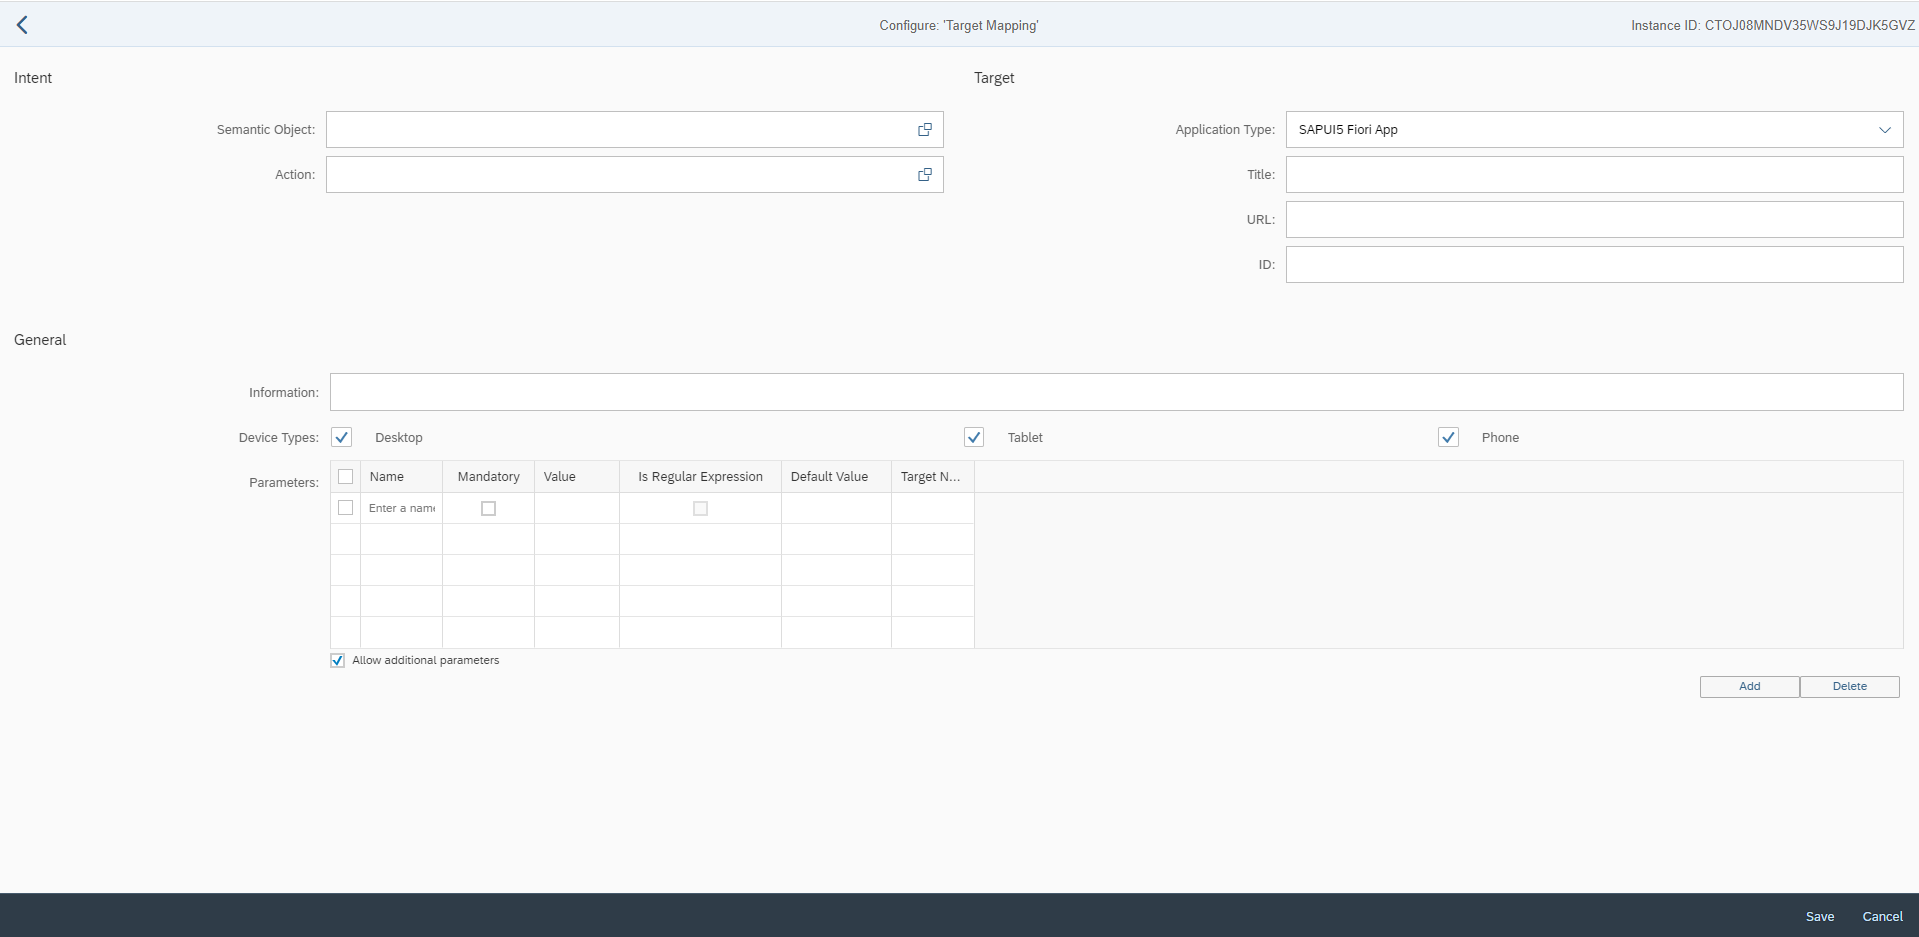 Configure: 'Target Mapping'
Instance ID: CTOJ08MNDV35WS9J19DJK5GVZ
Intent
Semantic Object:
Action:
Target
Application Type: SAPUI5 Fiori App
Title:
URL:
ID:
General
Information:
Device Types: Desktop Tablet Phone
Parameters: Name Mandatory Value Is Regular Expression Default Value Target N...
Enter a name
Allow additional parameters
Add Delete
Save Cancel